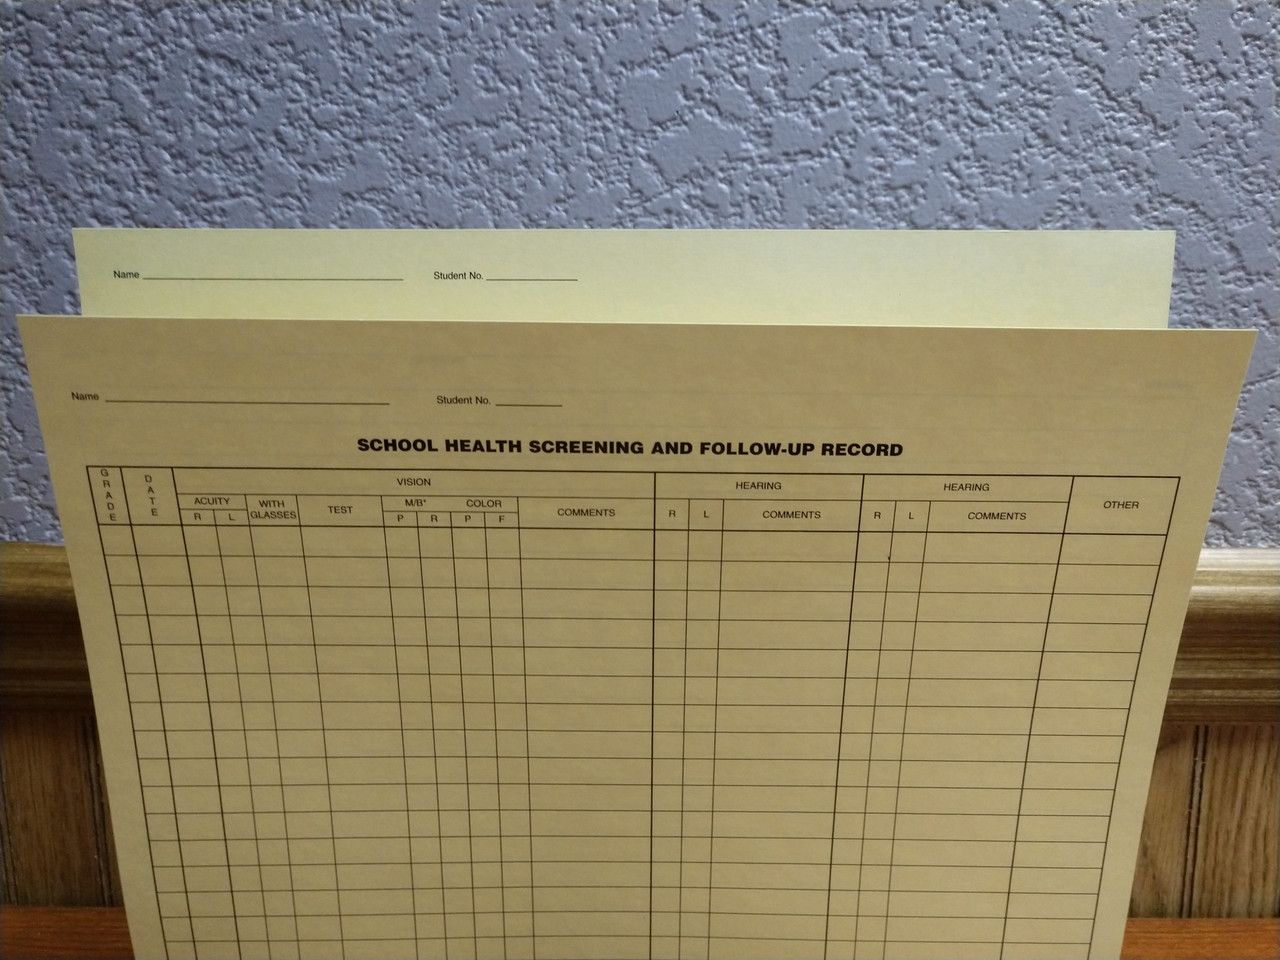 Name Student No.
Name Student No.
SCHOOL HEALTH SCREENING AND FOLLOW-UP RECORD
GRADE DATE VISION HEARING HEARING OTHER
ACUITY WITH GLASSES TEST M/B* COLOR COMMENTS R L COMMENTS R L COMMENTS
R L P R P F